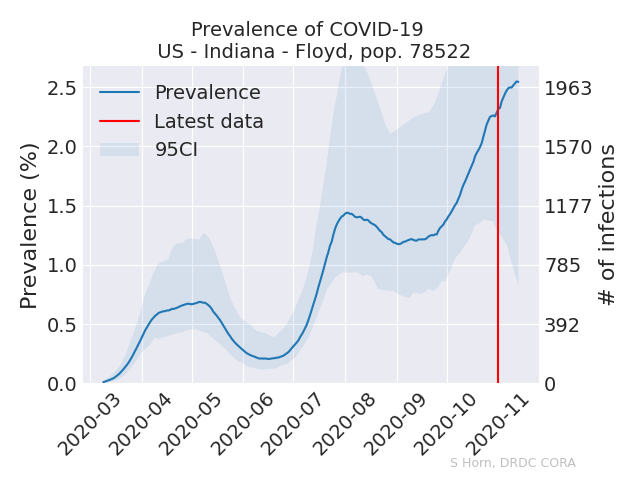 Prevalence of COVID-19
US - Indiana - Floyd, pop. 78522
Prevalence
Latest data
95CI
Prevalence (%)
2.5
2.0
1.5
1.0
0.5
0.0
1963
1570
1177
785
392
0
# of infections
2020-03
2020-04
2020-05
2020-06
2020-07
2020-08
2020-09
2020-10
2020-11
S Horn, DRDC CORA